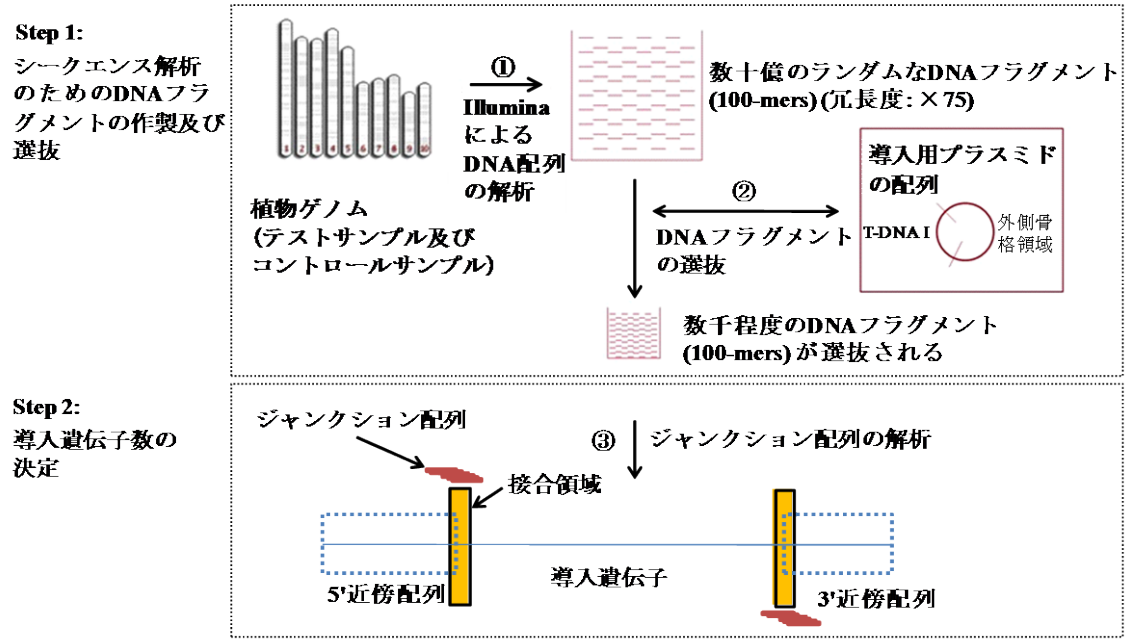 Step 1:
シークエンス解析
のためのDNAフラ
グメントの作製及び
選抜
1 2 3 4 5 6 7 8 9 10
植物ゲノム
(テストサンプル及び
コントロールサンプル)
①
Illumina
による
DNA配列
の解析
数十億のランダムなDNAフラグメント
(100-mers) (冗長度: ×75)
②
DNAフラグメント
の選抜
導入用プラスミド
の配列
T-DNA I
外側骨
格領域
数千程度のDNAフラグメント
(100-mers) が選抜される
Step 2:
導入遺伝子数の
決定
ジャンクション配列
③
ジャンクション配列の解析
接合領域
導入遺伝子
5'近傍配列
3'近傍配列